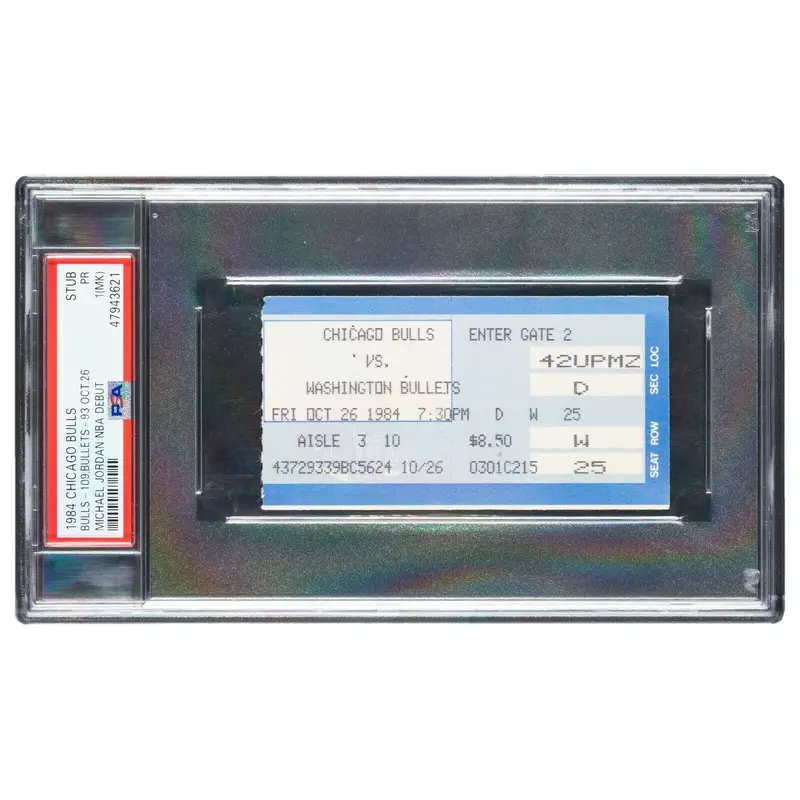 STUB
PR
1(MK)
47943621
1984 CHICAGO BULLS
BULLS - 109, BULLETS - 93 OCT 26
MICHAEL JORDAN NBA DEBUT
PSA
CHICAGO BULLS ENTER GATE 2
VS. 42UPMZ
WASHINGTON BULLETS D
FRI OCT 26 1984 7:30PM D W 25
AISLE 3 10 $8.50 W
43729339BC5624 10/26 0301C215 25
SEC LOC
SEAT ROW